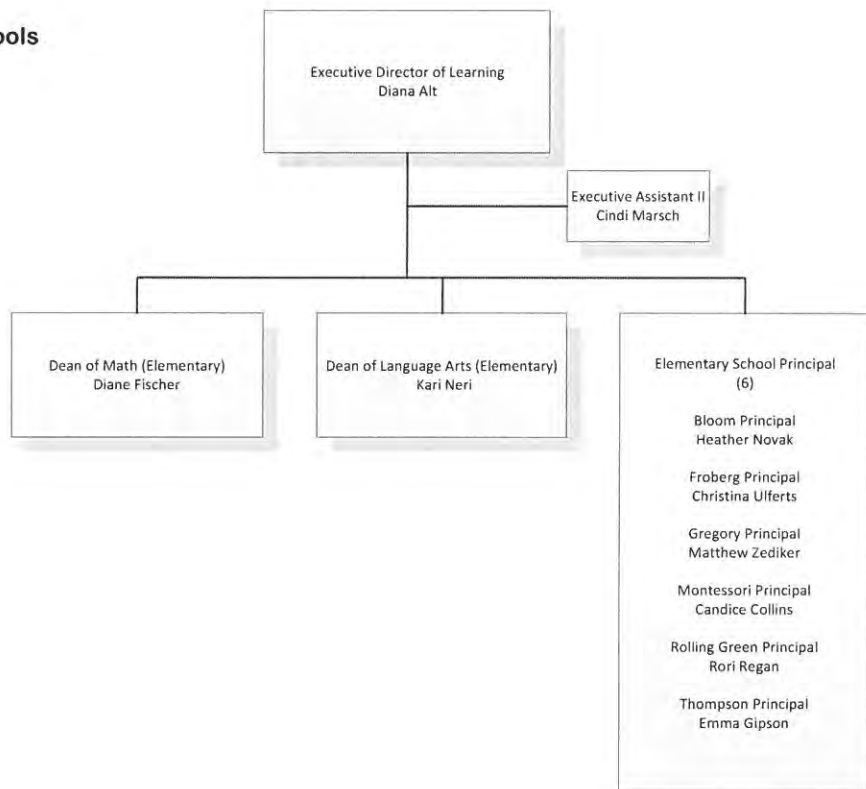 ools
Executive Director of Learning
Diana Alt
Executive Assistant II
Cindi Marsch
Dean of Math (Elementary)
Diane Fischer
Dean of Language Arts (Elementary)
Kari Neri
Elementary School Principal
(6)
Bloom Principal
Heather Novak
Froberg Principal
Christina Ulferts
Gregory Principal
Matthew Zediker
Montessori Principal
Candice Collins
Rolling Green Principal
Rori Regan
Thompson Principal
Emma Gipson